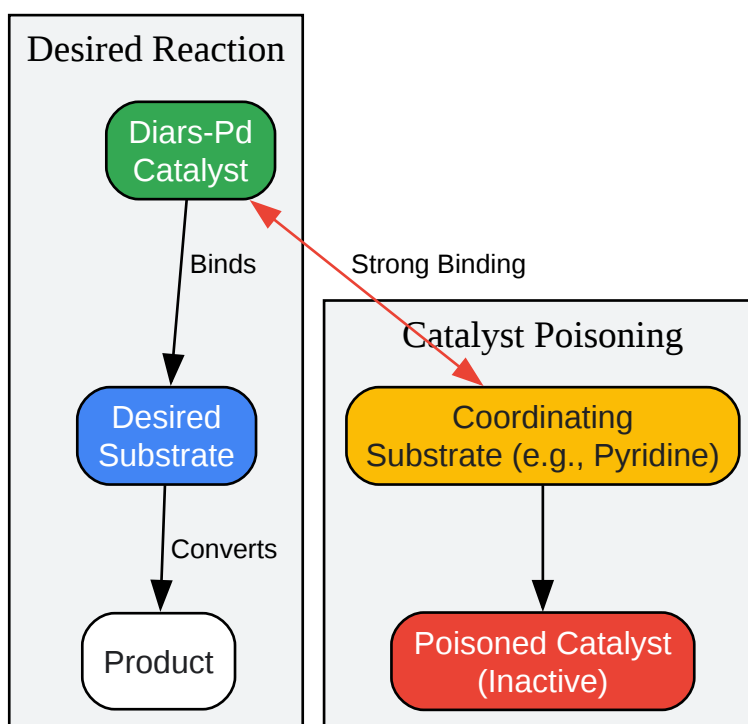 Desired Reaction
Diars-Pd
Catalyst
Binds
Strong Binding
Catalyst Poisoning
Desired
Substrate
Coordinating
Substrate (e.g., Pyridine)
Converts
Product
Poisoned Catalyst
(Inactive)